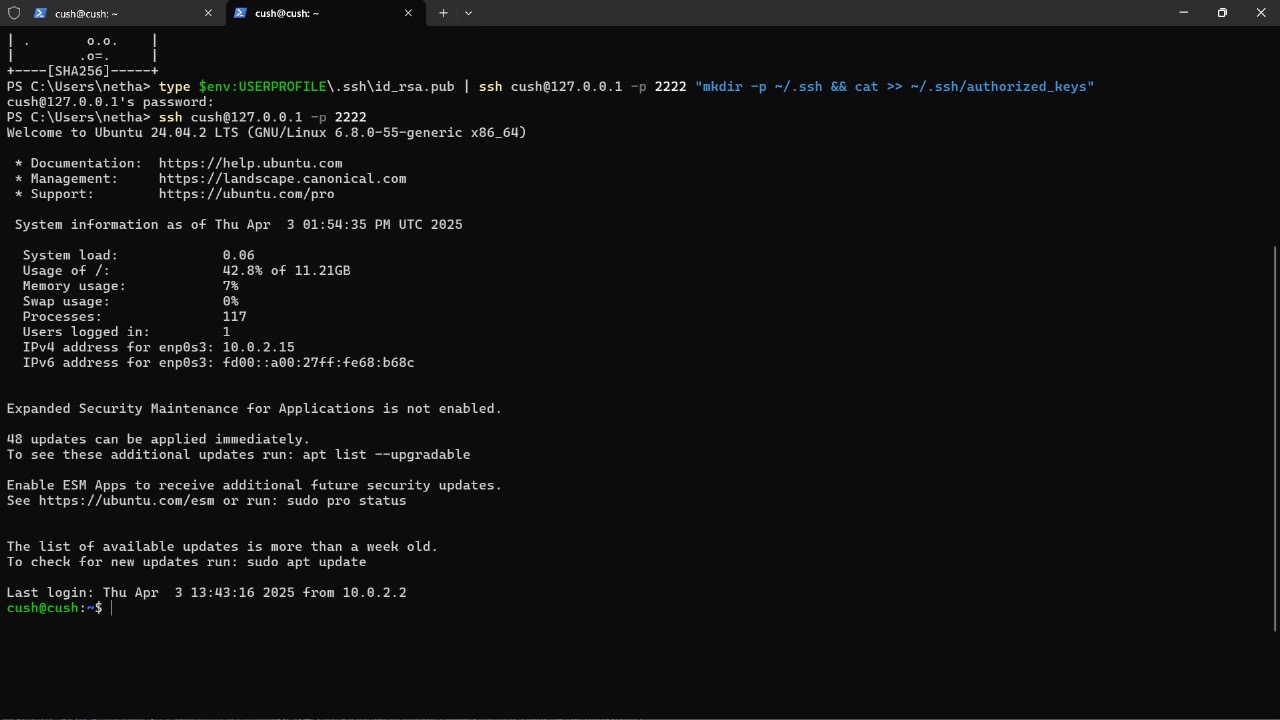 cush@cush: ~ cush@cush: ~
| . o.o. |
| .o=. |
+----[SHA256]-----+
PS C:\Users\netha> type $env:USERPROFILE\.ssh\id_rsa.pub | ssh cush@127.0.0.1 -p 2222 "mkdir -p ~/.ssh && cat >> ~/.ssh/authorized_keys"
cush@127.0.0.1's password:
PS C:\Users\netha> ssh cush@127.0.0.1 -p 2222
Welcome to Ubuntu 24.04.2 LTS (GNU/Linux 6.8.0-55-generic x86_64)
* Documentation: https://help.ubuntu.com
* Management: https://landscape.canonical.com
* Support: https://ubuntu.com/pro
System information as of Thu Apr 3 01:54:35 PM UTC 2025
System load: 0.06
Usage of /: 42.8% of 11.21GB
Memory usage: 7%
Swap usage: 0%
Processes: 117
Users logged in: 1
IPv4 address for enp0s3: 10.0.2.15
IPv6 address for enp0s3: fd00::a00:27ff:fe68:b68c
Expanded Security Maintenance for Applications is not enabled.
48 updates can be applied immediately.
To see these additional updates run: apt list --upgradable
Enable ESM Apps to receive additional future security updates.
See https://ubuntu.com/esm or run: sudo pro status
The list of available updates is more than a week old.
To check for new updates run: sudo apt update
Last login: Thu Apr 3 13:43:16 2025 from 10.0.2.2
cush@cush:~$